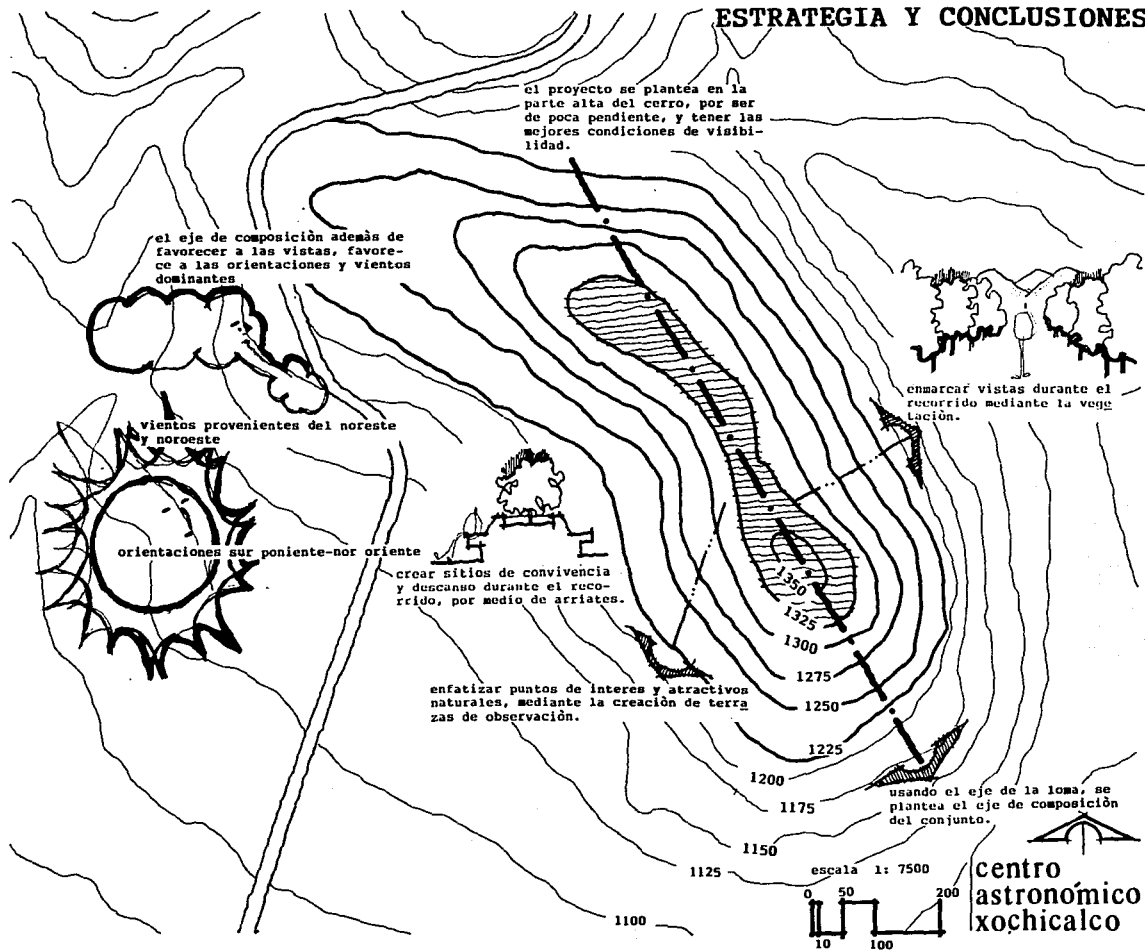 ESTRATEGIA Y CONCLUSIONES
el proyecto se plantea en la
parte alta del cerro, por ser
de poca pendiente, y tener las
mejores condiciones de visibi-
lidad.
el eje de composición además de
favorecer a las vistas, favore-
ce a las orientaciones y vientos
dominantes
vientos provenientes del noreste
y noroeste
orientaciones sur poniente-nor oriente
enmarcar vistas durante el
recorrido mediante la vege
tación.
crear sitios de convivencia
y descanso durante el reco-
rrido, por medio de arriates.
enfatizar puntos de interes y atractivos
naturales, mediante la creación de terra
zas de observación.
1350
1325
1300
1275
1250
1225
1200
1175
1150
1125
1100
usando el eje de la loma, se
plantea el eje de composición
del conjunto.
escala 1: 7500
0 50 200
10 100
centro
astronómico
xochicalco